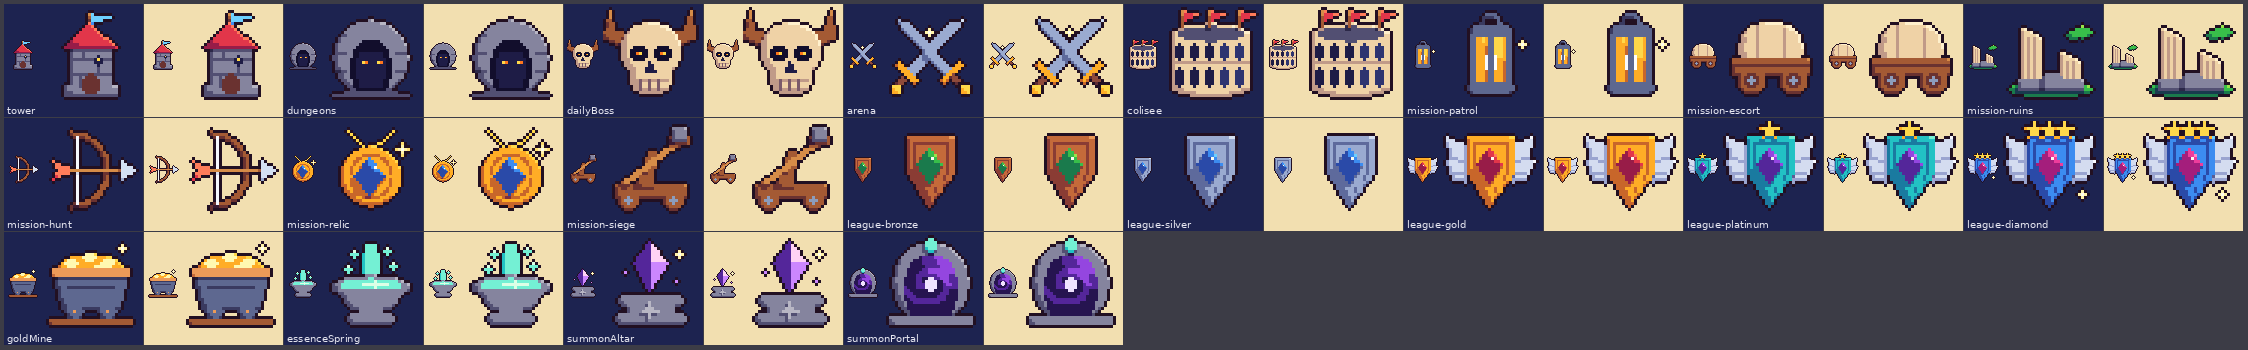 tower
dungeons
dailyBoss
arena
colisee
mission-patrol
mission-escort
mission-ruins
mission-hunt
mission-relic
mission-siege
league-bronze
league-silver
league-gold
league-platinum
league-diamond
goldMine
essenceSpring
summonAltar
summonPortal